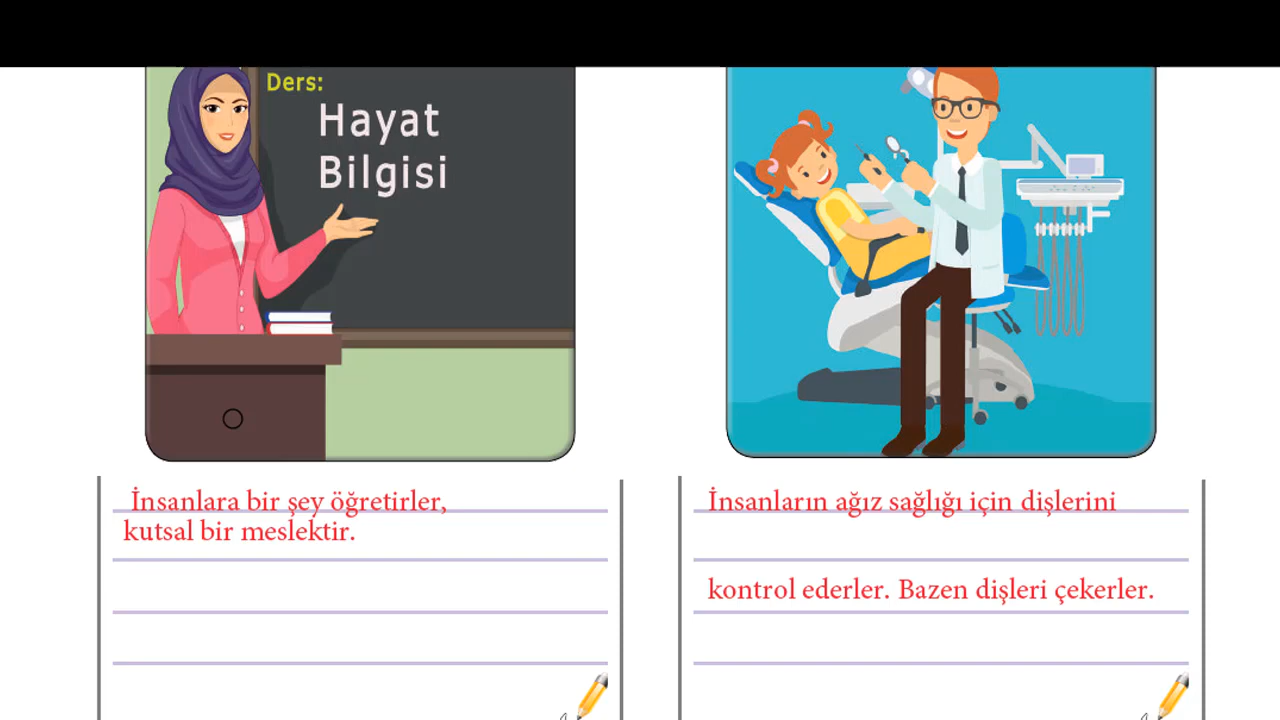 Ders:
Hayat
Bilgisi
İnsanlara bir şey öğretirler,
kutsal bir meslektir.
İnsanların ağız sağlığı için dişlerini
kontrol ederler. Bazen dişleri çekerler.